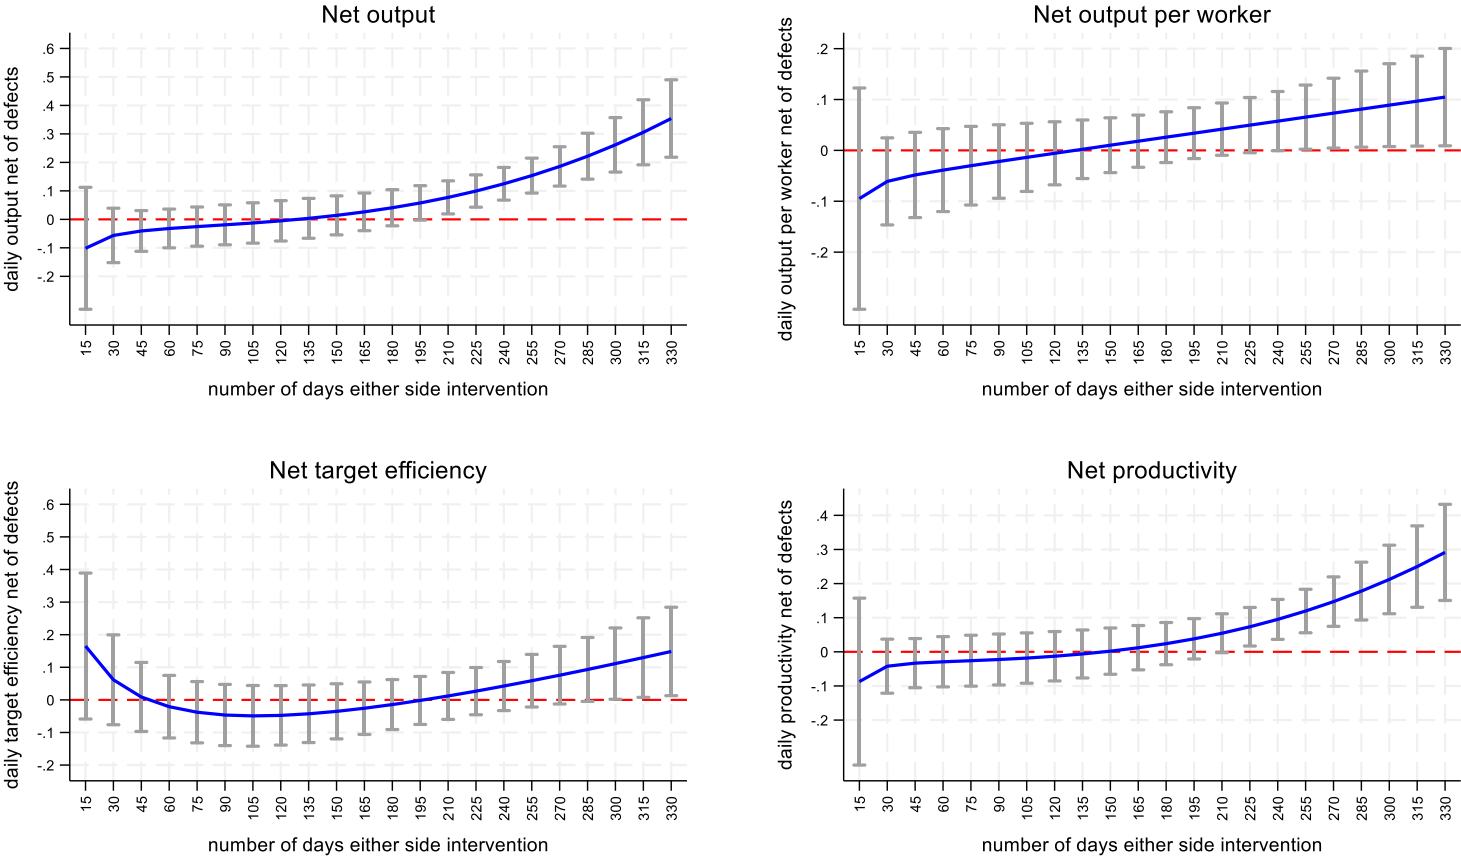 Net output
daily output net of defects
.6
.5
.4
.3
.2
.1
0
-.1
-.2
15 30 45 60 75 90 105 120 135 150 165 180 195 210 225 240 255 270 285 300 315 330
number of days either side intervention
Net output per worker
daily output per worker net of defects
.2
.1
0
-.1
-.2
15 30 45 60 75 90 105 120 135 150 165 180 195 210 225 240 255 270 285 300 315 330
number of days either side intervention
Net target efficiency
daily target efficiency net of defects
.6
.5
.4
.3
.2
.1
0
-.1
-.2
15 30 45 60 75 90 105 120 135 150 165 180 195 210 225 240 255 270 285 300 315 330
number of days either side intervention
Net productivity
daily productivity net of defects
.4
.3
.2
.1
0
-.1
-.2
15 30 45 60 75 90 105 120 135 150 165 180 195 210 225 240 255 270 285 300 315 330
number of days either side intervention